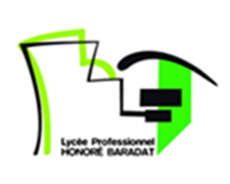 Lycée Professionnel
HONORÉ BARADAT